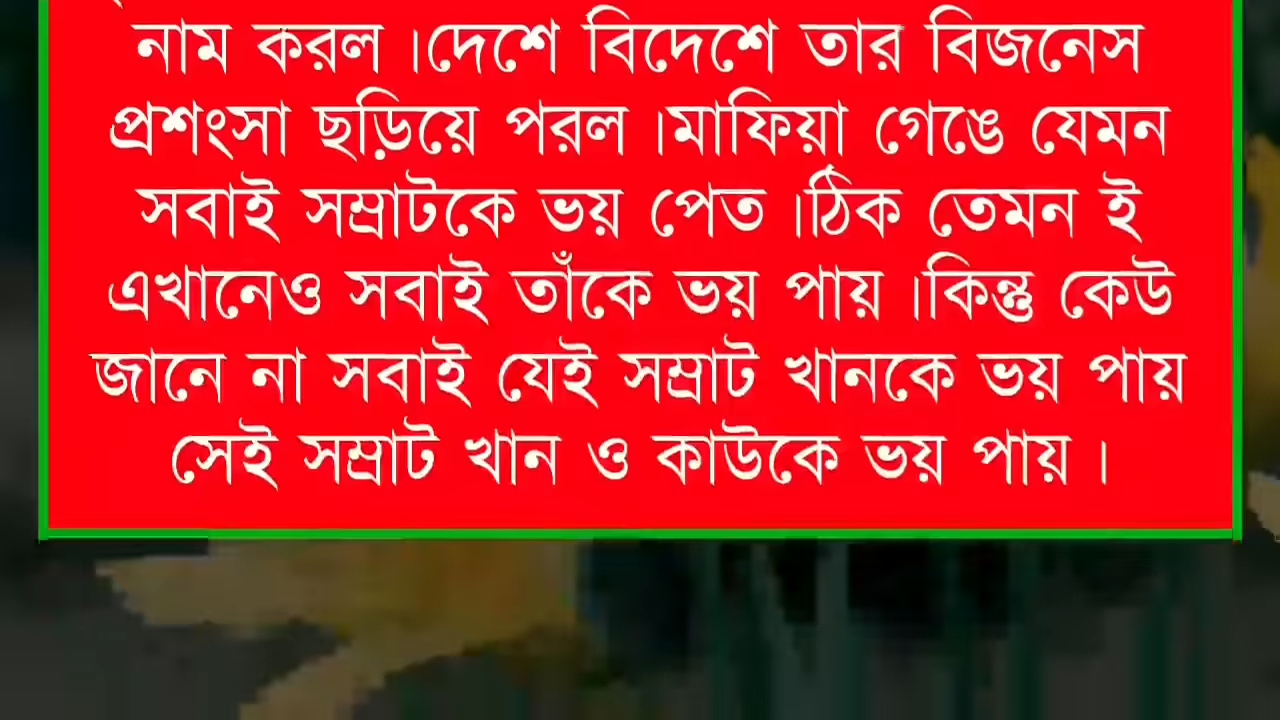 নাম করল ।দেশে বিদেশে তার বিজনেস
প্রশংসা ছড়িয়ে পরল ।মাফিয়া গেঙে যেমন
সবাই সম্রাটকে ভয় পেত ।ঠিক তেমন ই
এখানেও সবাই তাঁকে ভয় পায় ।কিন্তু কেউ
জানে না সবাই যেই সম্রাট খানকে ভয় পায়
সেই সম্রাট খান ও কাউকে ভয় পায় ।